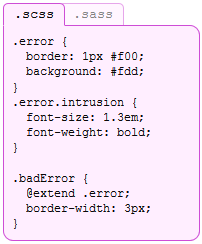 .scss .sass
.error {
  border: 1px #f00;
  background: #fdd;
}
.error.intrusion {
  font-size: 1.3em;
  font-weight: bold;
}

.badError {
  @extend .error;
  border-width: 3px;
}